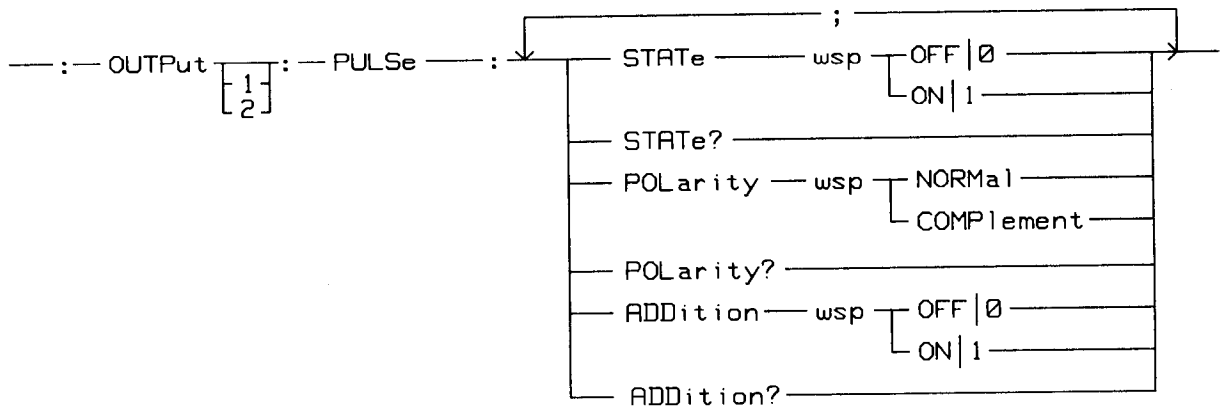 ;
: OUTPut 1 2 : PULSe : STATe wsp OFF|0
ON|1
STATe?
POLarity wsp NORMal
COMPlement
POLarity?
ADDition wsp OFF|0
ON|1
ADDition?